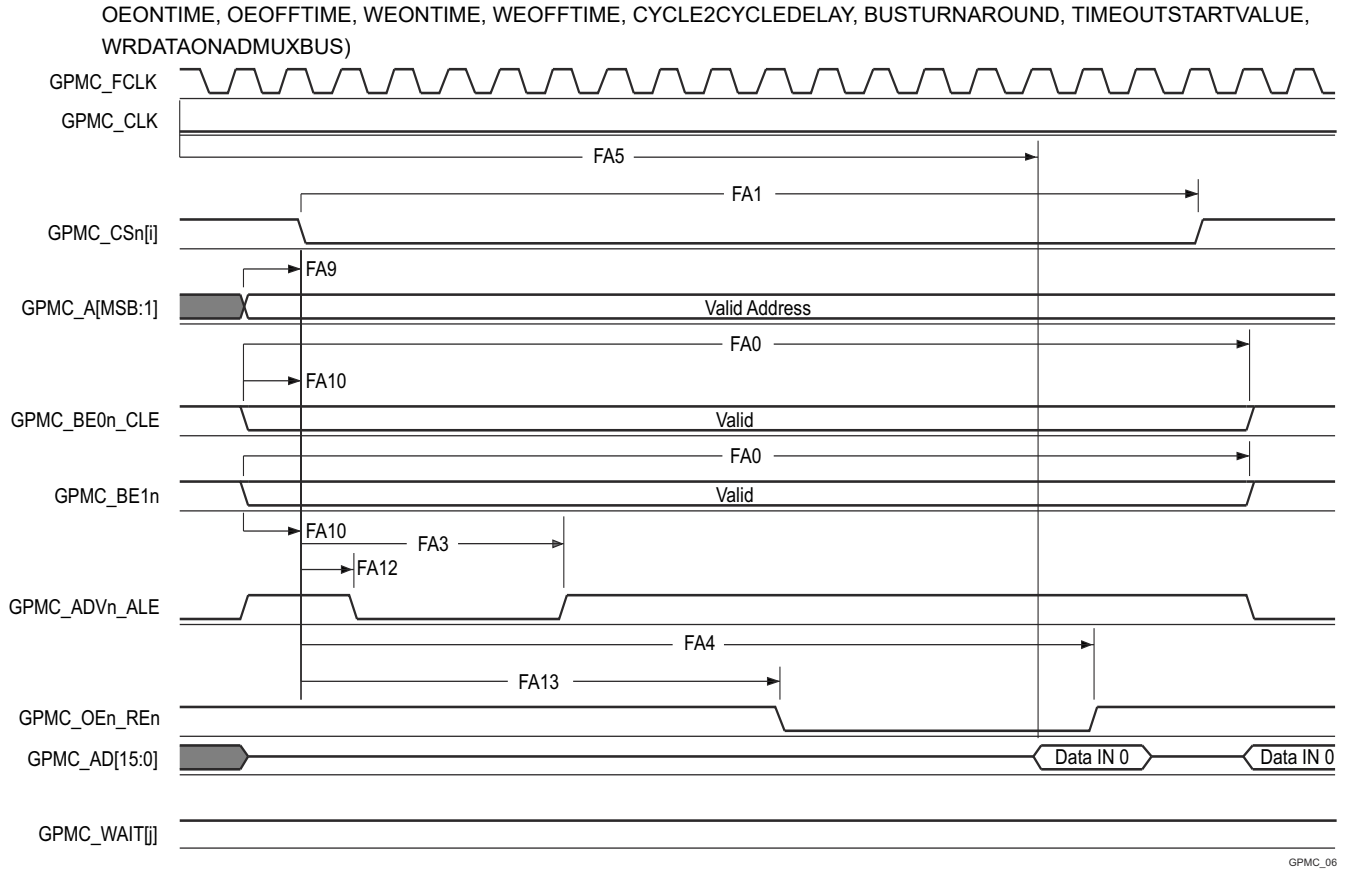 OEONTIME, OEOFFTIME, WEONTIME, WEOFFTIME, CYCLE2CYCLEDELAY, BUSTURNAROUND, TIMEOUTSTARTVALUE,
WRDATAONADMUXBUS)
GPMC_FCLK
GPMC_CLK
FA5
FA1
GPMC_CSn[i]
FA9
GPMC_A[MSB:1]
Valid Address
FA0
FA10
GPMC_BE0n_CLE
Valid
FA0
GPMC_BE1n
Valid
FA10
FA3
FA12
GPMC_ADVn_ALE
FA4
FA13
GPMC_OEn_REn
GPMC_AD[15:0]
Data IN 0
Data IN 0
GPMC_WAIT[j]
GPMC_06